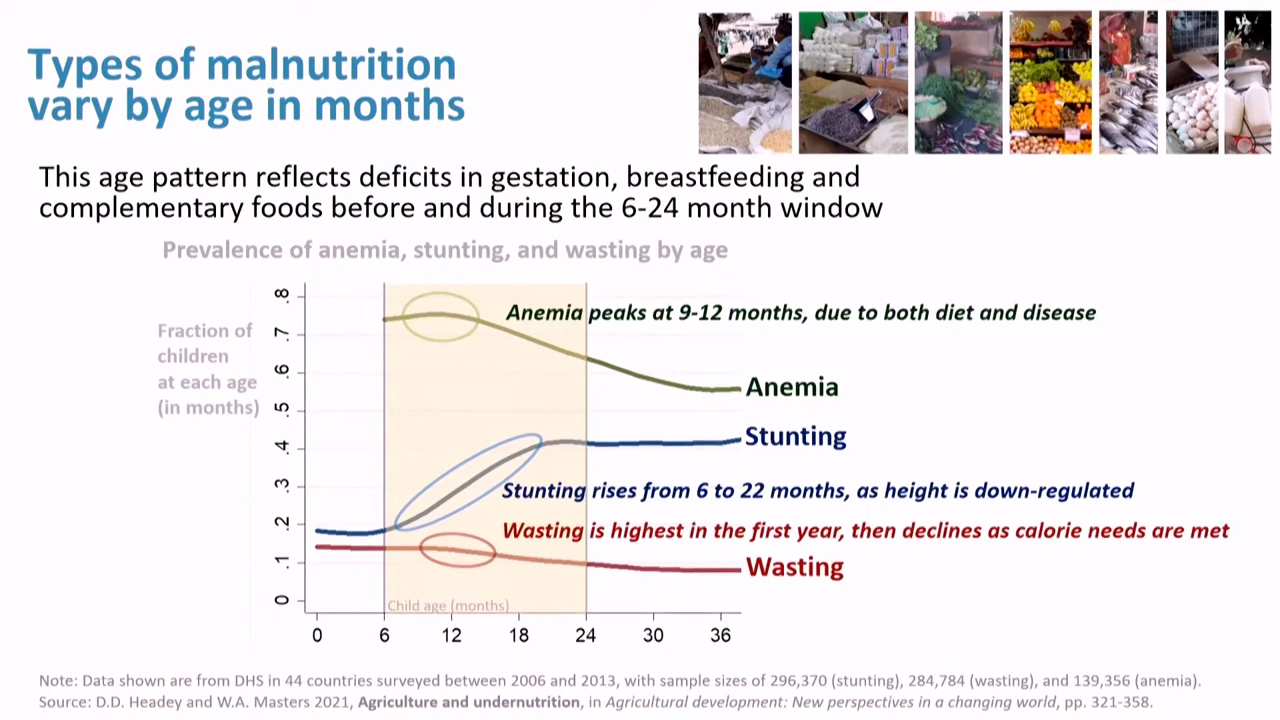 Types of malnutrition
vary by age in months
This age pattern reflects deficits in gestation, breastfeeding and
complementary foods before and during the 6-24 month window
Prevalence of anemia, stunting, and wasting by age
Fraction of
children
at each age
(in months)
.8
.7
.6
.5
.4
.3
.2
.1
0
Anemia peaks at 9-12 months, due to both diet and disease
Anemia
Stunting
Stunting rises from 6 to 22 months, as height is down-regulated
Wasting is highest in the first year, then declines as calorie needs are met
Wasting
Child age (months)
0 6 12 18 24 30 36
Note: Data shown are from DHS in 44 countries surveyed between 2006 and 2013, with sample sizes of 296,370 (stunting), 284,784 (wasting), and 139,356 (anemia).
Source: D.D. Headey and W.A. Masters 2021, Agriculture and undernutrition, in Agricultural development: New perspectives in a changing world, pp. 321-358.